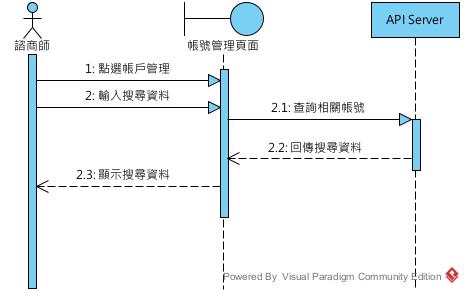 諮商師
帳號管理頁面
API Server
1: 點選帳戶管理
2: 輸入搜尋資料
2.1: 查詢相關帳號
2.2: 回傳搜尋資料
2.3: 顯示搜尋資料
Powered By Visual Paradigm Community Edition